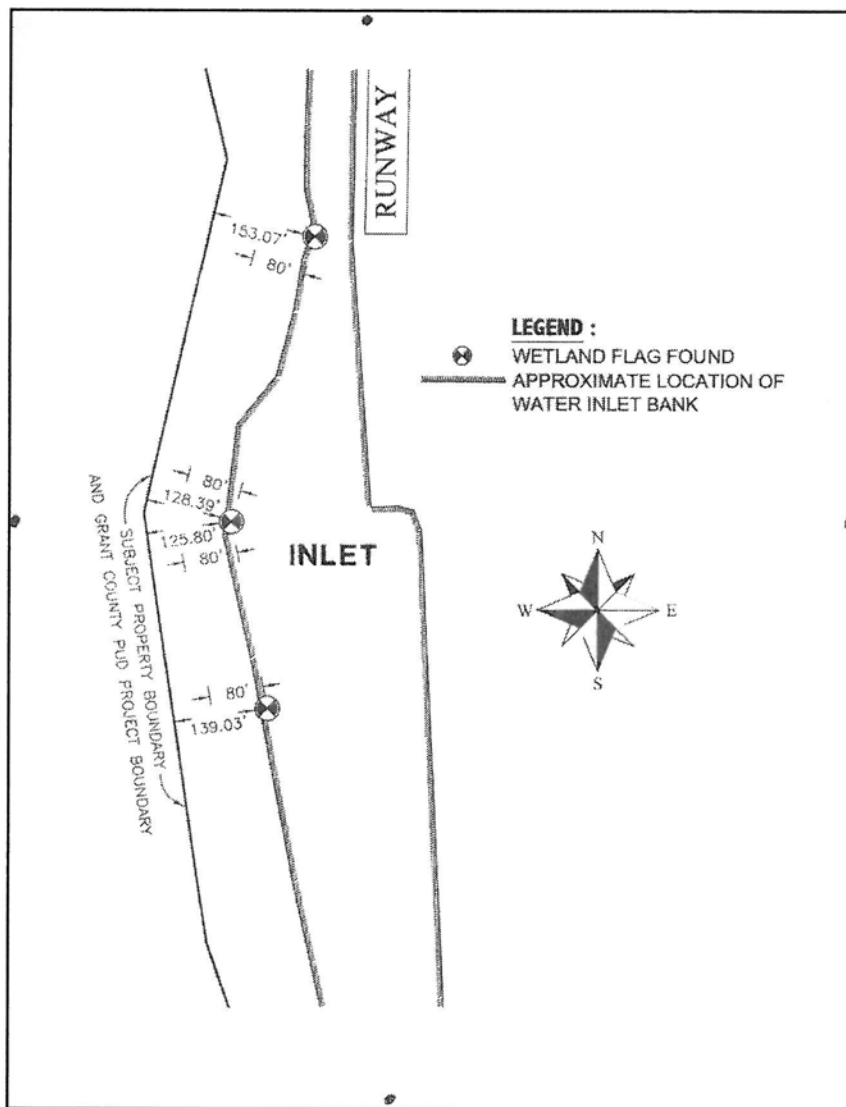 RUNWAY
153.07'
80'
LEGEND :
WETLAND FLAG FOUND
APPROXIMATE LOCATION OF
WATER INLET BANK
80'
128.39'
125.80'
80'
INLET
N
W
E
S
SUBJECT PROPERTY BOUNDARY
AND GRANT COUNTY PUD PROJECT BOUNDARY
80'
139.03'